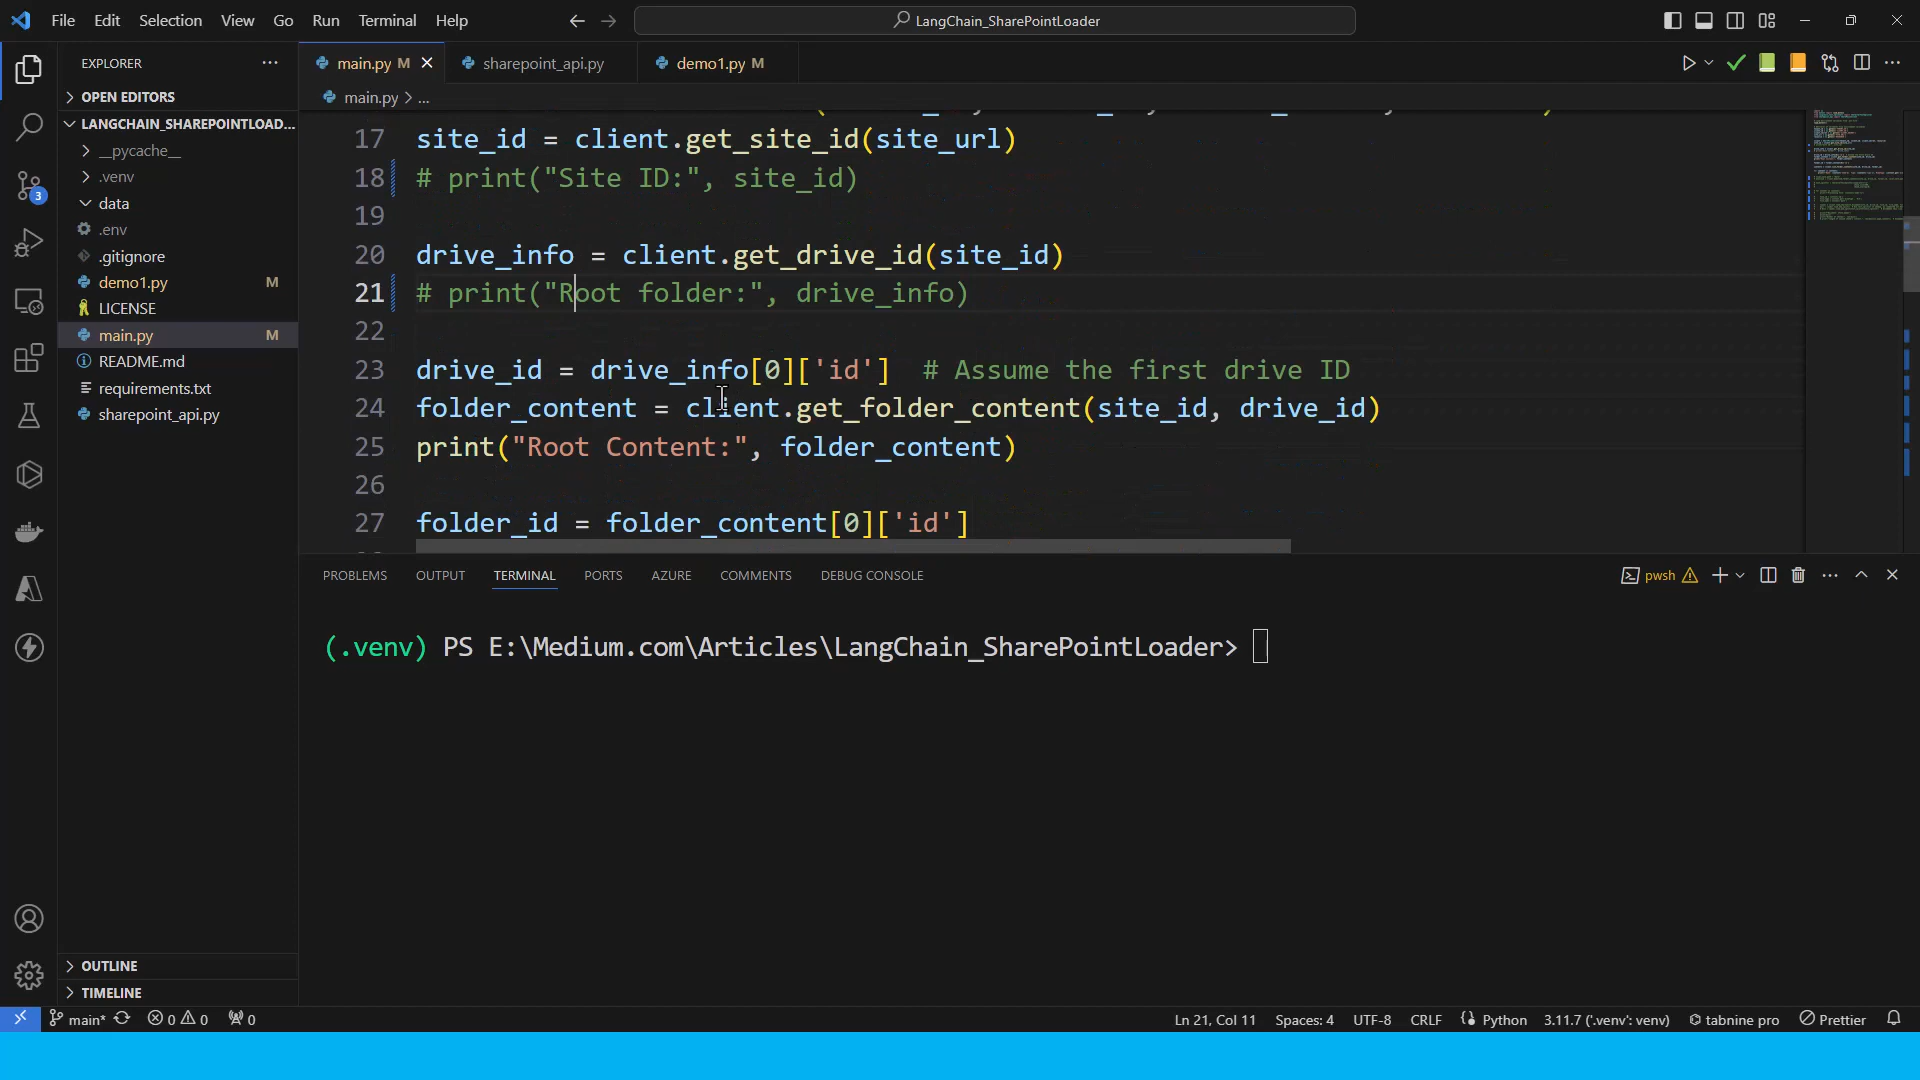 File Edit Selection View Go Run Terminal Help
LangChain_SharePointLoader
EXPLORER
OPEN EDITORS
LANGCHAIN_SHAREPOINTLOAD...
__pycache__
.venv
data
.env
.gitignore
demo1.py M
LICENSE
main.py M
README.md
requirements.txt
sharepoint_api.py
OUTLINE
TIMELINE
3
main.py M
sharepoint_api.py
demo1.py M
main.py > ...
17 site_id = client.get_site_id(site_url)
18 # print("Site ID:", site_id)
19
20 drive_info = client.get_drive_id(site_id)
21 # print("Root folder:", drive_info)
22
23 drive_id = drive_info[0]['id'] # Assume the first drive ID
24 folder_content = client.get_folder_content(site_id, drive_id)
25 print("Root Content:", folder_content)
26
27 folder_id = folder_content[0]['id']
PROBLEMS OUTPUT TERMINAL PORTS AZURE COMMENTS DEBUG CONSOLE
pwsh
(.venv) PS E:\Medium.com\Articles\LangChain_SharePointLoader>
main* 0 0 0
Ln 21, Col 11 Spaces: 4 UTF-8 CRLF Python 3.11.7 ('.venv': venv) tabnine pro Prettier